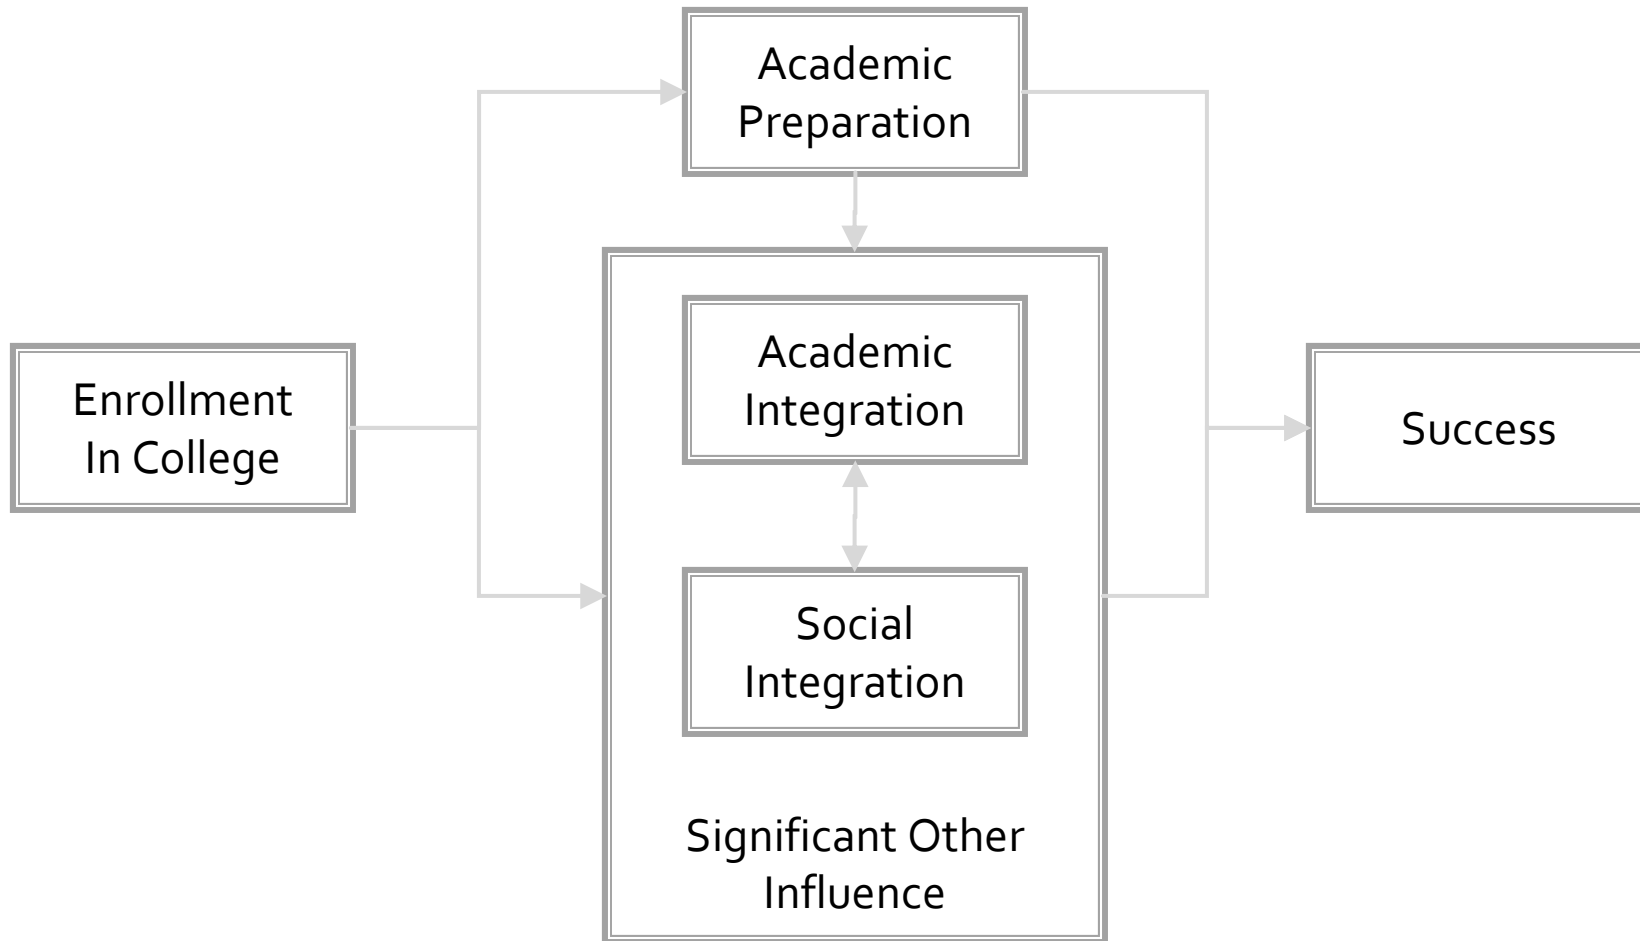 Academic
Preparation
Enrollment
In College
Academic
Integration
Social
Integration
Significant Other
Influence
Success